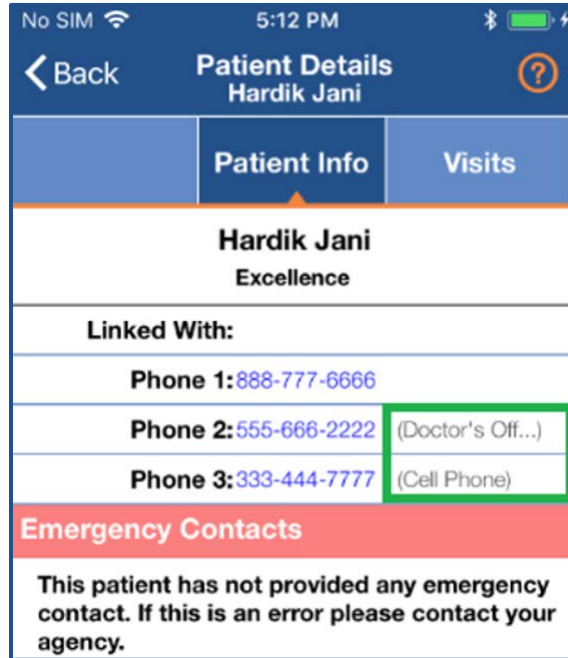 No SIM 5:12 PM
Back Patient Details ?
Hardik Jani
Patient Info Visits
Hardik Jani
Excellence
Linked With:
Phone 1: 888-777-6666
Phone 2: 555-666-2222 (Doctor's Off...)
Phone 3: 333-444-7777 (Cell Phone)
Emergency Contacts
This patient has not provided any emergency
contact. If this is an error please contact your
agency.